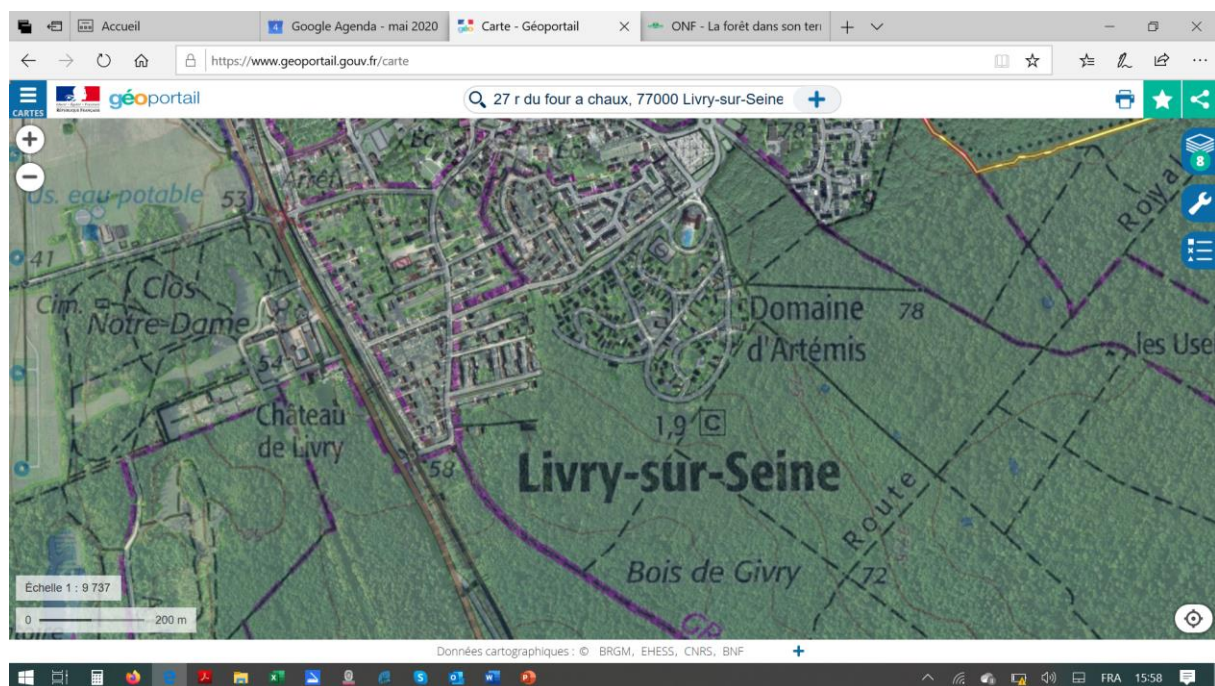 Accueil
Google Agenda - mai 2020
Carte - Géoportail
ONF - La forêt dans son terr
https://www.geoportail.gouv.fr/carte
CARTES
géoportail
27 r du four a chaux, 77000 Livry-sur-Seine
8
Arrêt
78
eau potable
53
Royal
41
Clos
Cim.
Notre-Dame
Domaine
78
d'Artémis
les Use
54
Château
de Livry
1,9 C
58
Livry-sur-Seine
Route
Bois de Givry
72
GR
Échelle 1 : 9 737
0
200 m
Données cartographiques : © BRGM, EHESS, CNRS, BNF
FRA
15:58